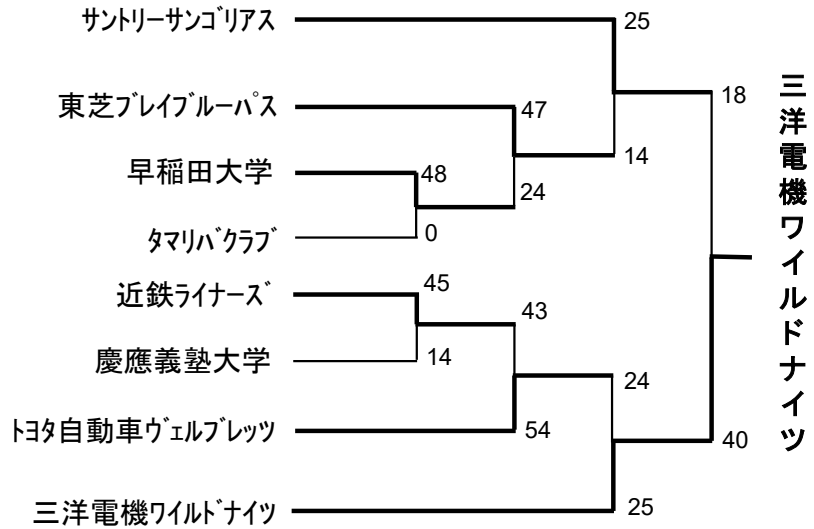 サントリーサンゴリアス
25
18
東芝ブレイブルーパス
47
14
早稲田大学
48
24
タマリバクラブ
0
近鉄ライナーズ
45
43
慶應義塾大学
14
24
トヨタ自動車ヴェルブレッツ
54
40
三洋電機ワイルドナイツ
25
三洋電機ワイルドナイツ